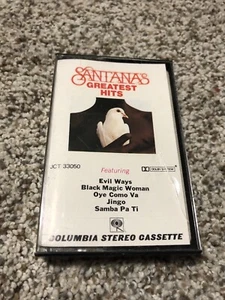 SANTANA'S
GREATEST
HITS
JCT 33050
Featuring
Evil Ways
Black Magic Woman
Oye Como Va
Jingo
Samba Pa Ti
COLUMBIA STEREO CASSETTE